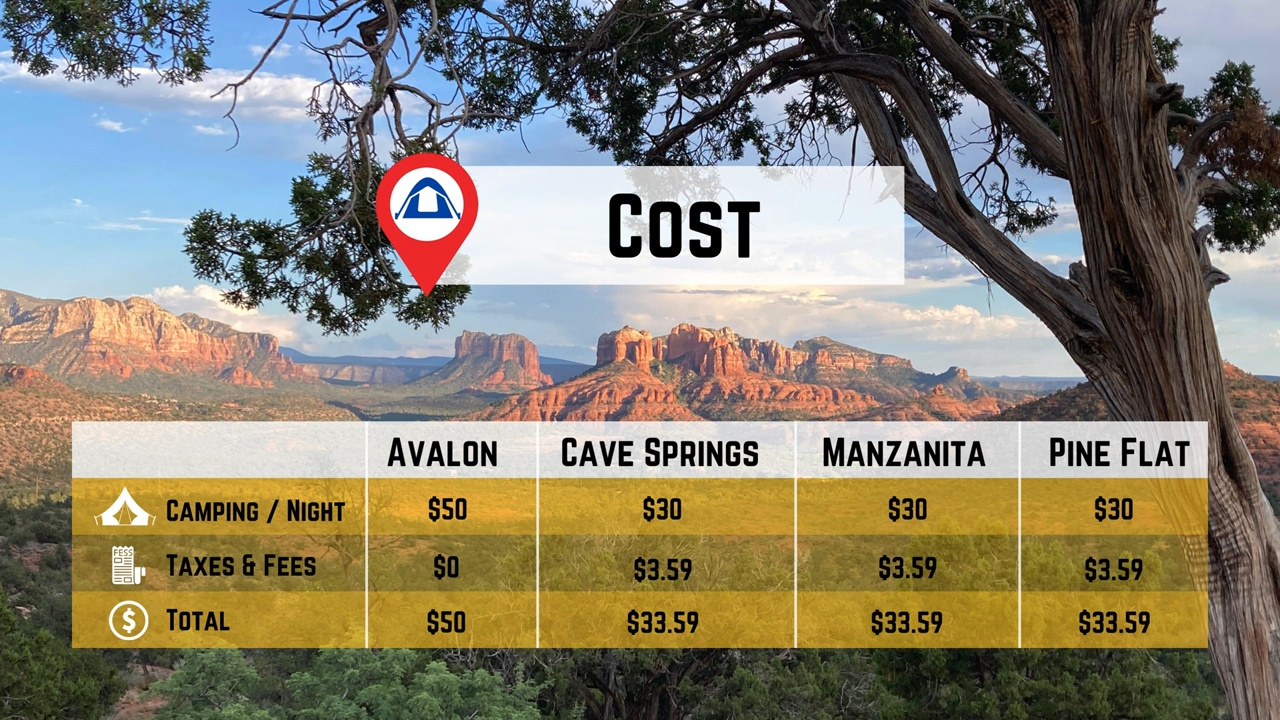 COST
AVALON CAVE SPRINGS MANZANITA PINE FLAT
CAMPING / NIGHT $50 $30 $30 $30
FESS
TAXES & FEES $0 $3.59 $3.59 $3.59
$
TOTAL $50 $33.59 $33.59 $33.59